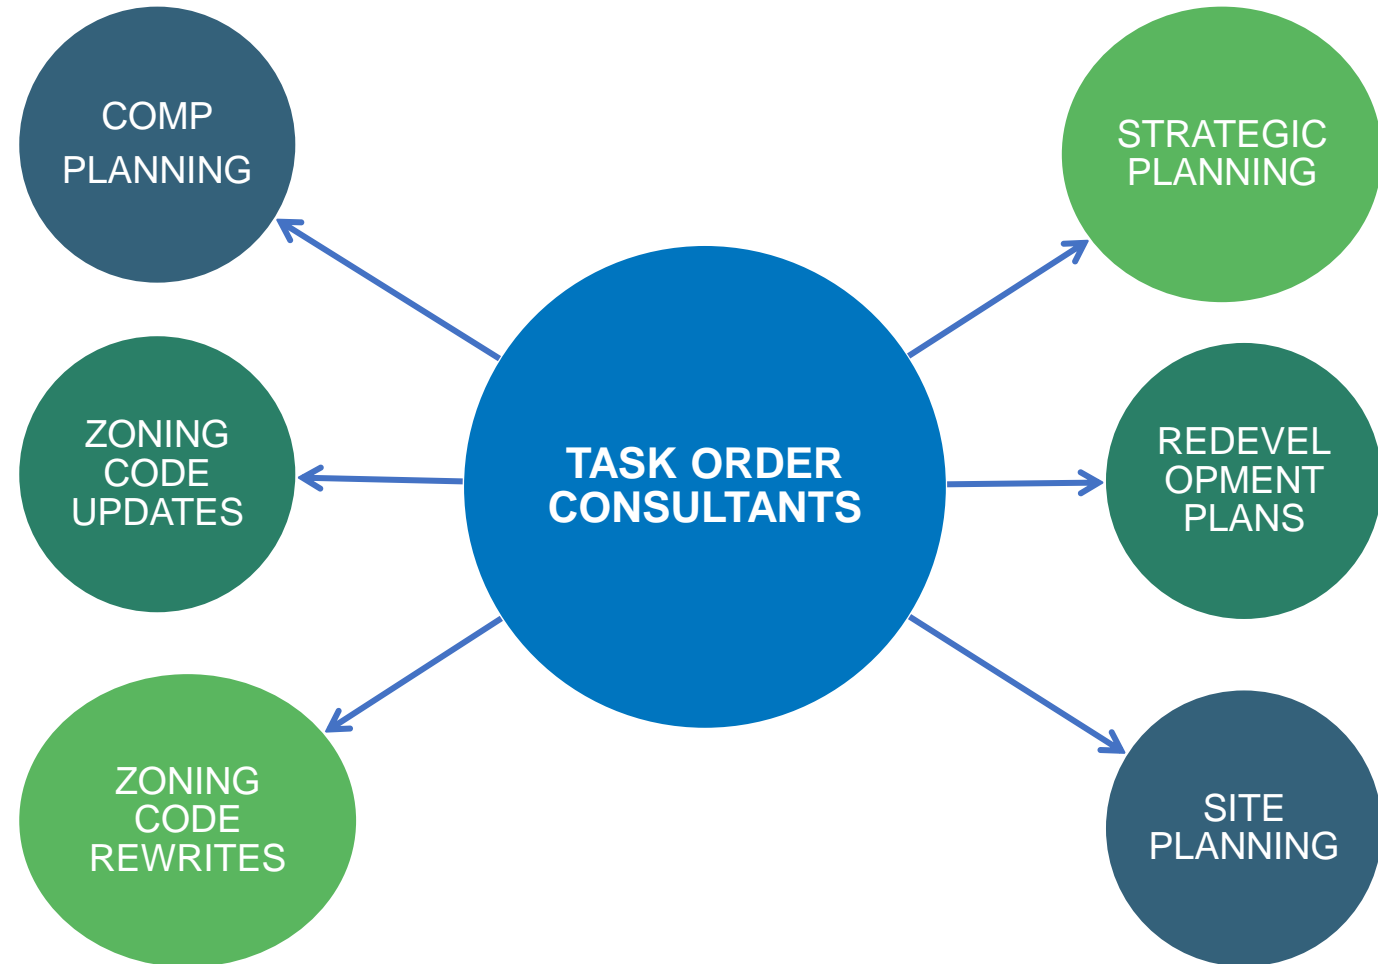 COMP
PLANNING
ZONING
CODE
UPDATES
ZONING
CODE
REWRITES
TASK ORDER
CONSULTANTS
STRATEGIC
PLANNING
REDEVEL
OPMENT
PLANS
SITE
PLANNING